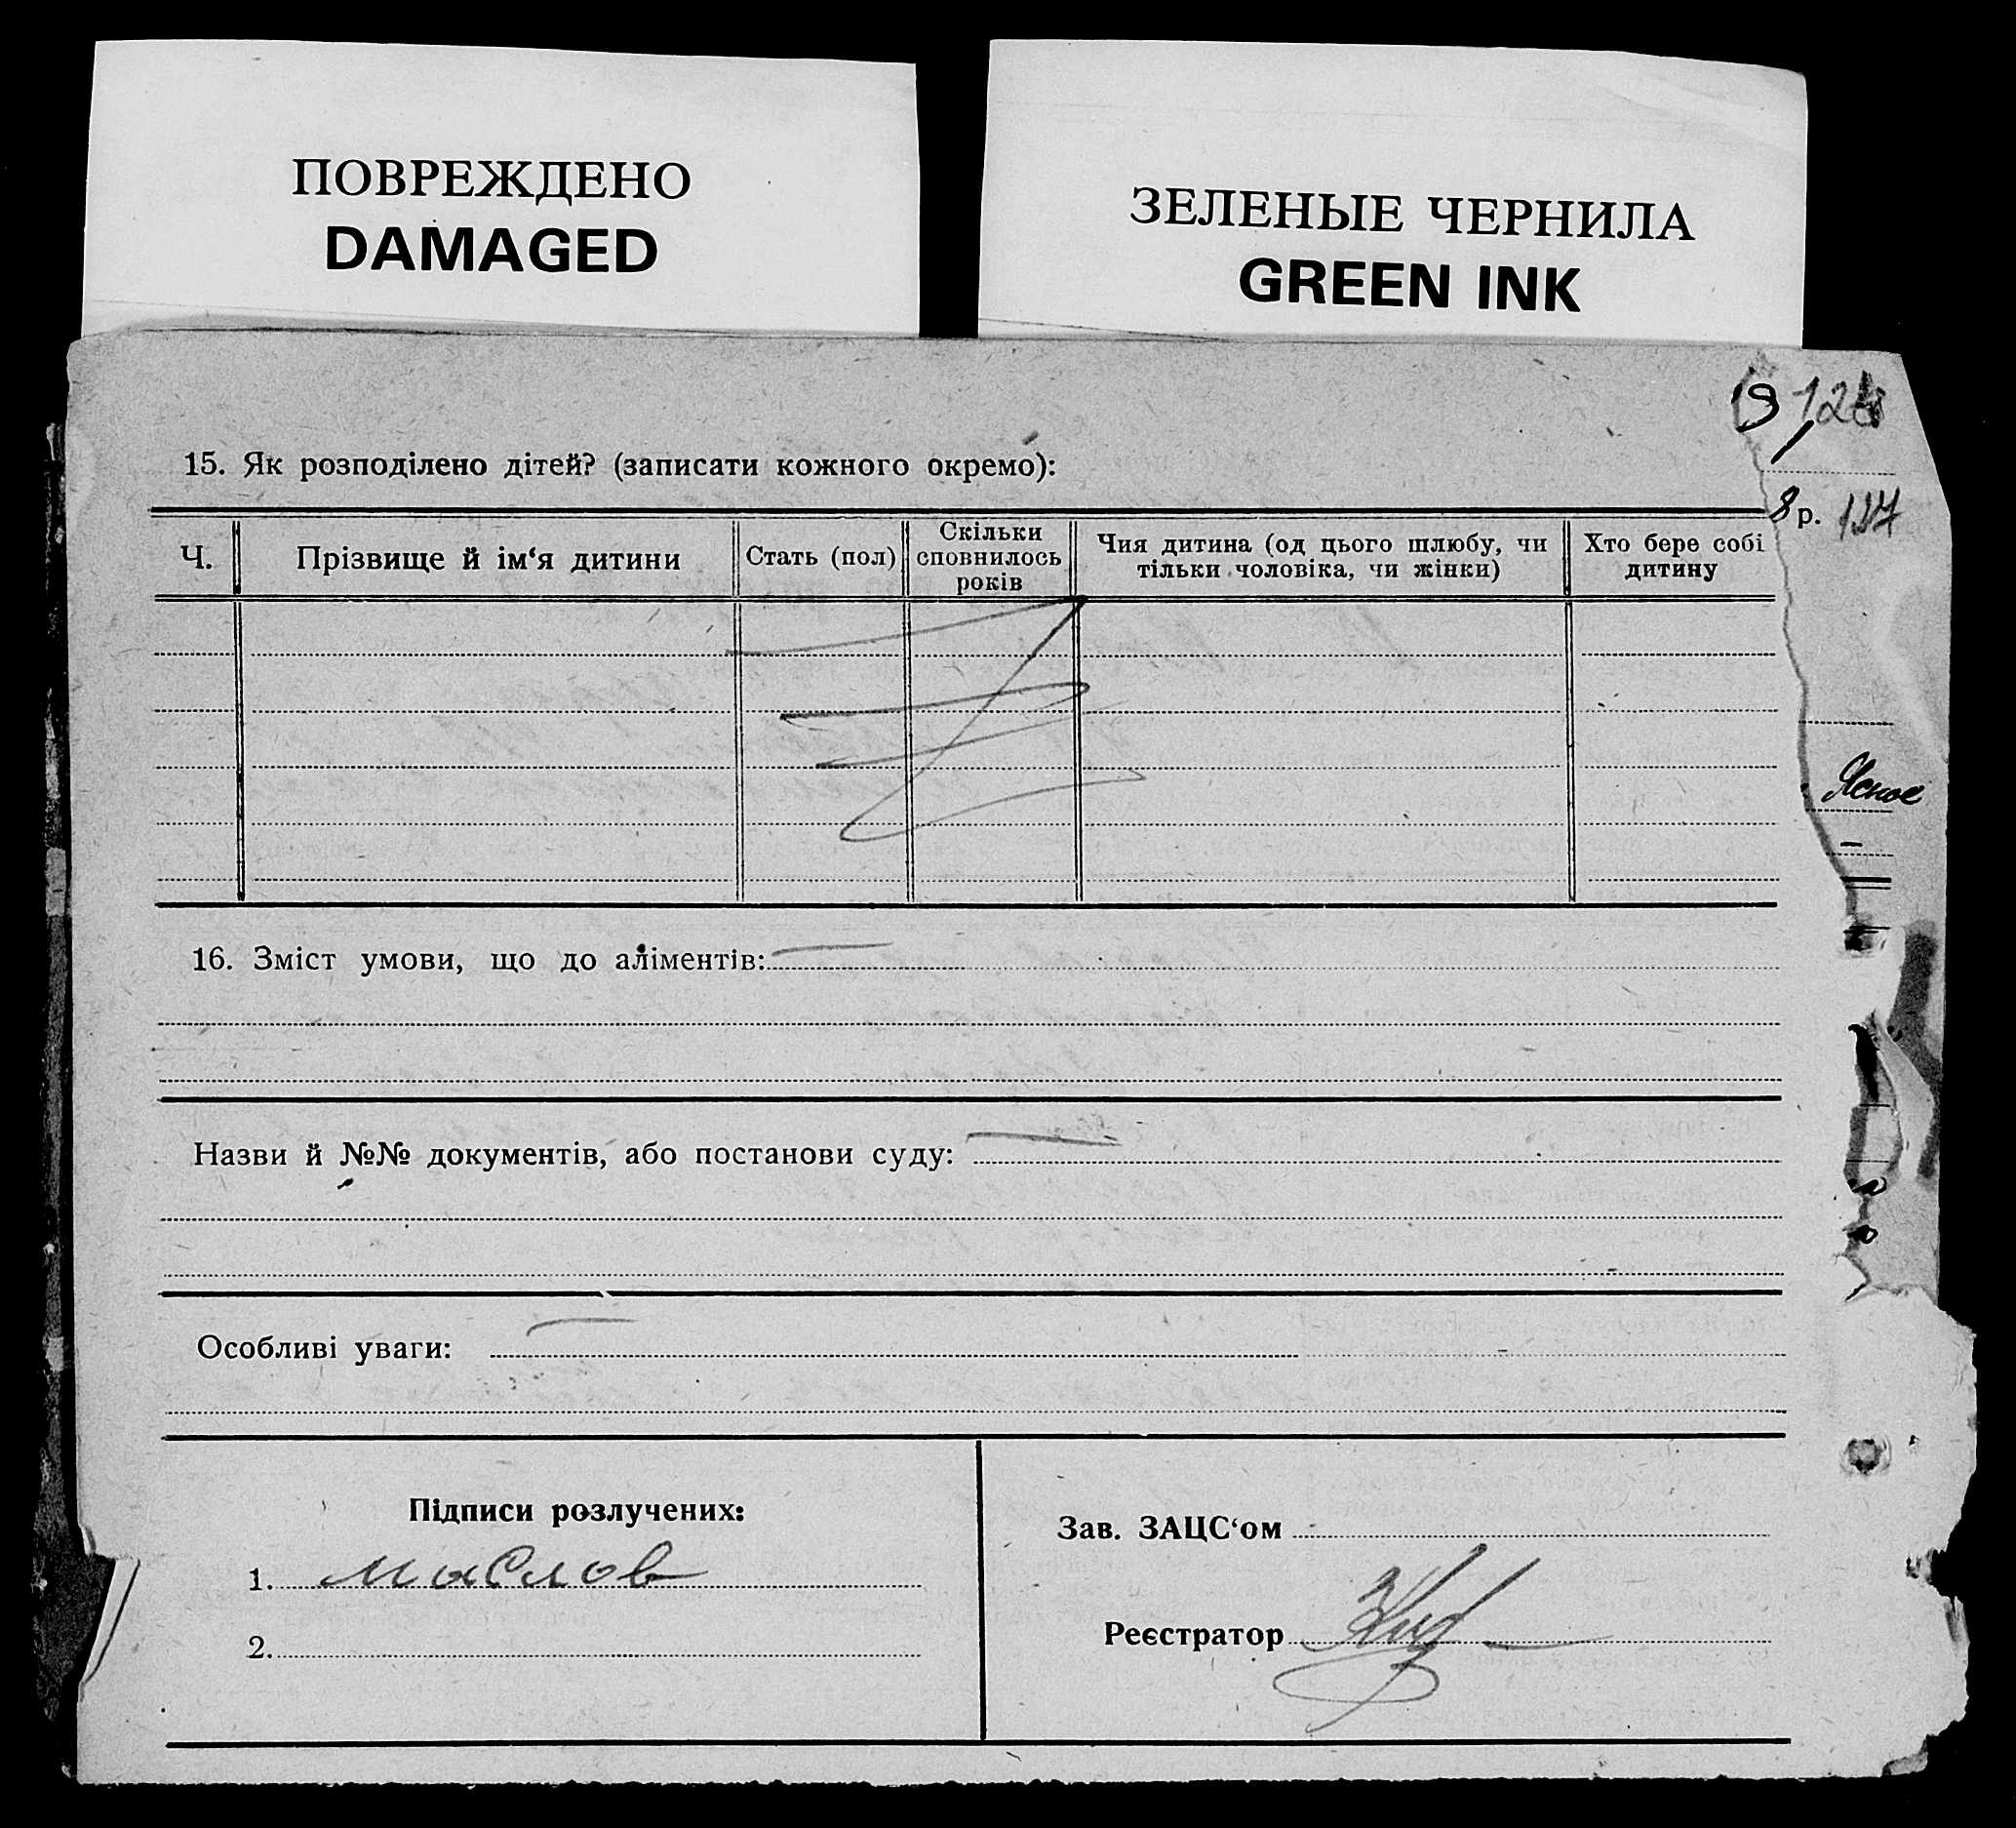 ПОВРЕЖДЕНО
DAMAGED
ЗЕЛЕНЫЕ ЧЕРНИЛА
GREEN INK
15. Як розподілено дітей? (записати кожного окремо):
8 р. 127
Ч.
Прізвище й ім‘я дитини
Стать (пол)
Скільки
сповнилось
років
Чия дитина (од цього шлюбу, чи
тільки чоловіка, чи жінки)
Хто бере собі
дитину
16. Зміст умови, що до аліментів:
Назви й №№ документів, або постанови суду:
Особливі уваги:
Підписи розлучених:
1. Маслов
2.
Зав. ЗАЦС‘ом
Реєстратор